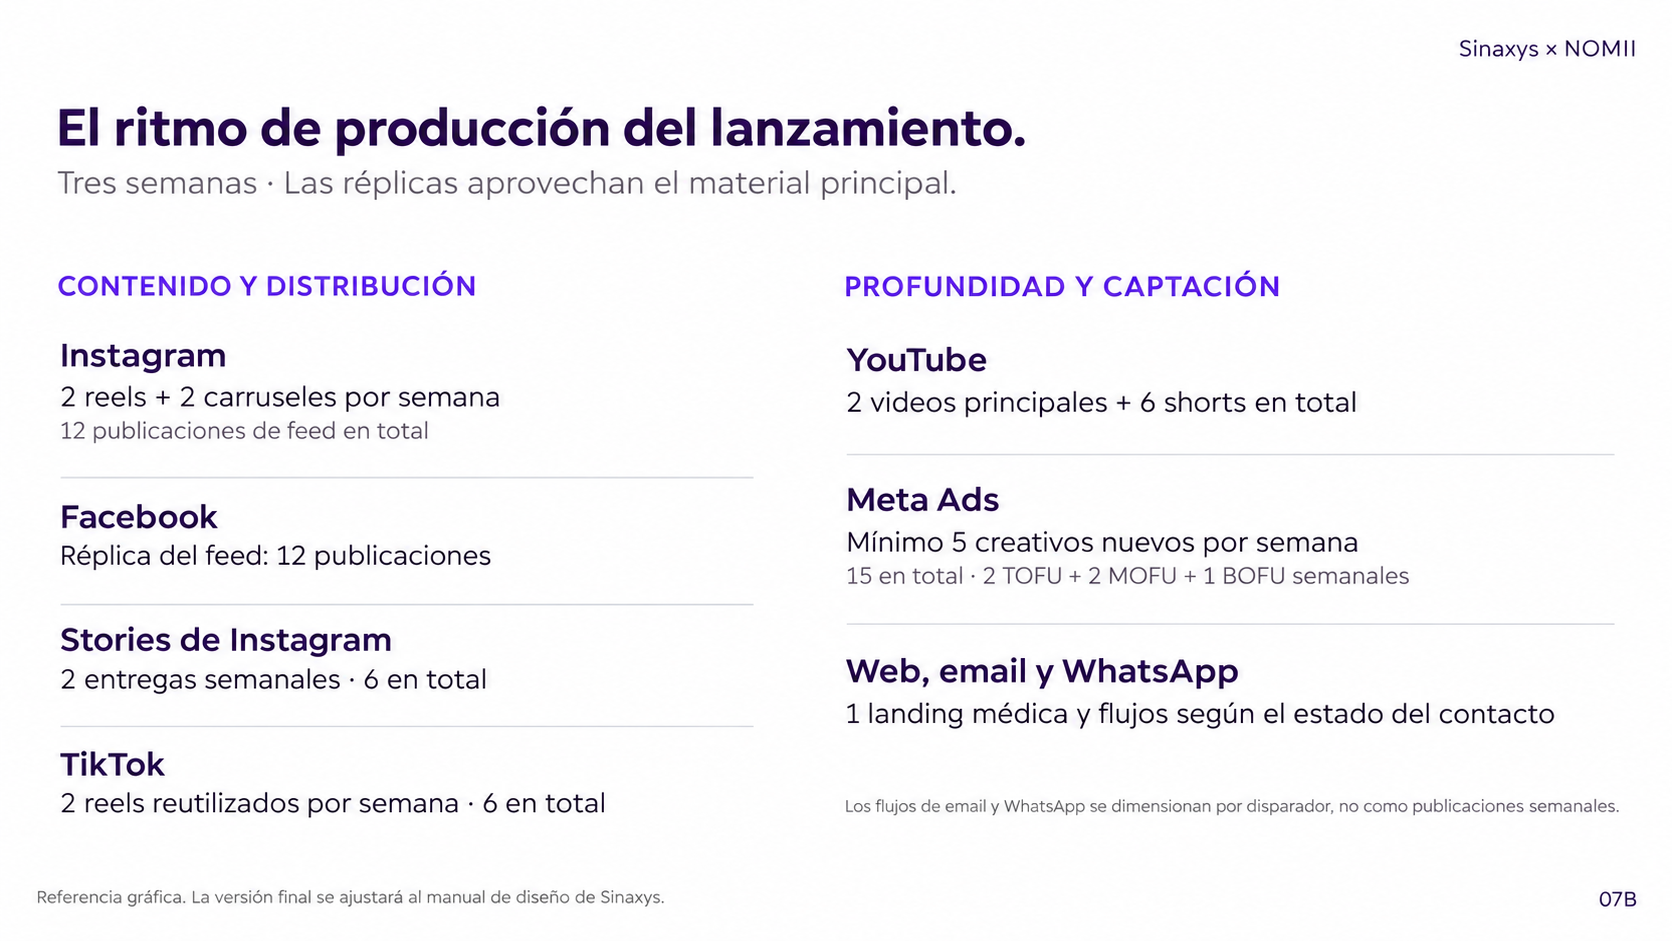 Sinaxys × NOMII
El ritmo de producción del lanzamiento.
Tres semanas · Las réplicas aprovechan el material principal.
CONTENIDO Y DISTRIBUCIÓN
Instagram
2 reels + 2 carruseles por semana
12 publicaciones de feed en total
Facebook
Réplica del feed: 12 publicaciones
Stories de Instagram
2 entregas semanales · 6 en total
TikTok
2 reels reutilizados por semana · 6 en total
PROFUNDIDAD Y CAPTACIÓN
YouTube
2 videos principales + 6 shorts en total
Meta Ads
Mínimo 5 creativos nuevos por semana
15 en total · 2 TOFU + 2 MOFU + 1 BOFU semanales
Web, email y WhatsApp
1 landing médica y flujos según el estado del contacto
Los flujos de email y WhatsApp se dimensionan por disparador, no como publicaciones semanales.
Referencia gráfica. La versión final se ajustará al manual de diseño de Sinaxys.
07B